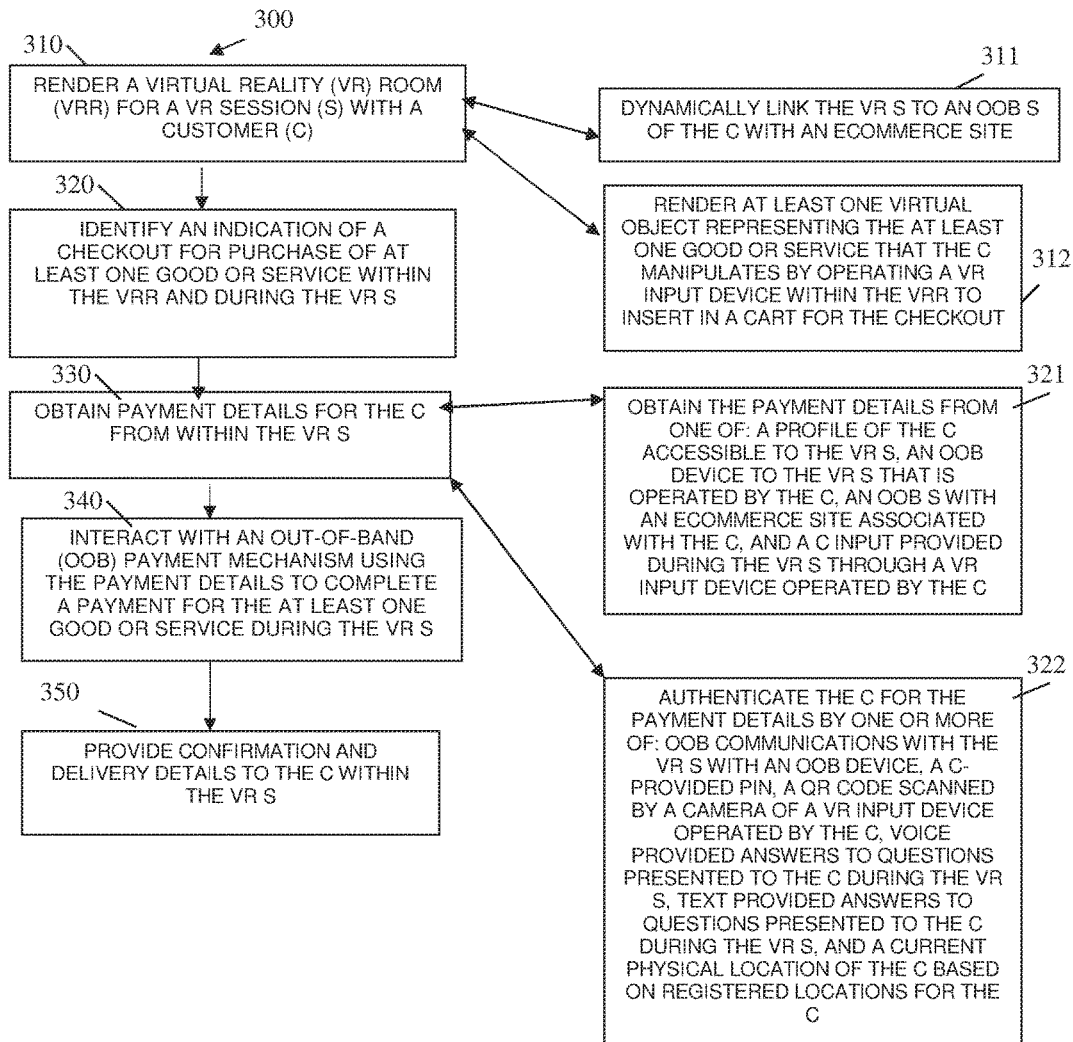 300
310
RENDER A VIRTUAL REALITY (VR) ROOM
(VRR) FOR A VR SESSION (S) WITH A
CUSTOMER (C)
311
DYNAMICALLY LINK THE VR S TO AN OOB S
OF THE C WITH AN ECOMMERCE SITE
320
IDENTIFY AN INDICATION OF A
CHECKOUT FOR PURCHASE OF AT
LEAST ONE GOOD OR SERVICE WITHIN
THE VRR AND DURING THE VR S
RENDER AT LEAST ONE VIRTUAL
OBJECT REPRESENTING THE AT LEAST
ONE GOOD OR SERVICE THAT THE C
MANIPULATES BY OPERATING A VR
INPUT DEVICE WITHIN THE VRR TO
INSERT IN A CART FOR THE CHECKOUT
312
330
OBTAIN PAYMENT DETAILS FOR THE C
FROM WITHIN THE VR S
321
OBTAIN THE PAYMENT DETAILS FROM
ONE OF: A PROFILE OF THE C
ACCESSIBLE TO THE VR S, AN OOB
DEVICE TO THE VR S THAT IS
OPERATED BY THE C, AN OOB S WITH
AN ECOMMERCE SITE ASSOCIATED
WITH THE C, AND A C INPUT PROVIDED
DURING THE VR S THROUGH A VR
INPUT DEVICE OPERATED BY THE C
340
INTERACT WITH AN OUT-OF-BAND
(OOB) PAYMENT MECHANISM USING
THE PAYMENT DETAILS TO COMPLETE
A PAYMENT FOR THE AT LEAST ONE
GOOD OR SERVICE DURING THE VR S
350
PROVIDE CONFIRMATION AND
DELIVERY DETAILS TO THE C WITHIN
THE VR S
322
AUTHENTICATE THE C FOR THE
PAYMENT DETAILS BY ONE OR MORE
OF: OOB COMMUNICATIONS WITH THE
VR S WITH AN OOB DEVICE, A C-
PROVIDED PIN, A QR CODE SCANNED
BY A CAMERA OF A VR INPUT DEVICE
OPERATED BY THE C, VOICE
PROVIDED ANSWERS TO QUESTIONS
PRESENTED TO THE C DURING THE VR
S, TEXT PROVIDED ANSWERS TO
QUESTIONS PRESENTED TO THE C
DURING THE VR S, AND A CURRENT
PHYSICAL LOCATION OF THE C BASED
ON REGISTERED LOCATIONS FOR THE
C